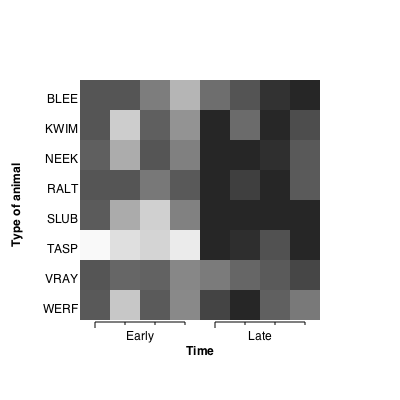 BLEE
KWIM
NEEK
RALT
SLUB
TASP
VRAY
WERF
Type of animal
Early Late
Time